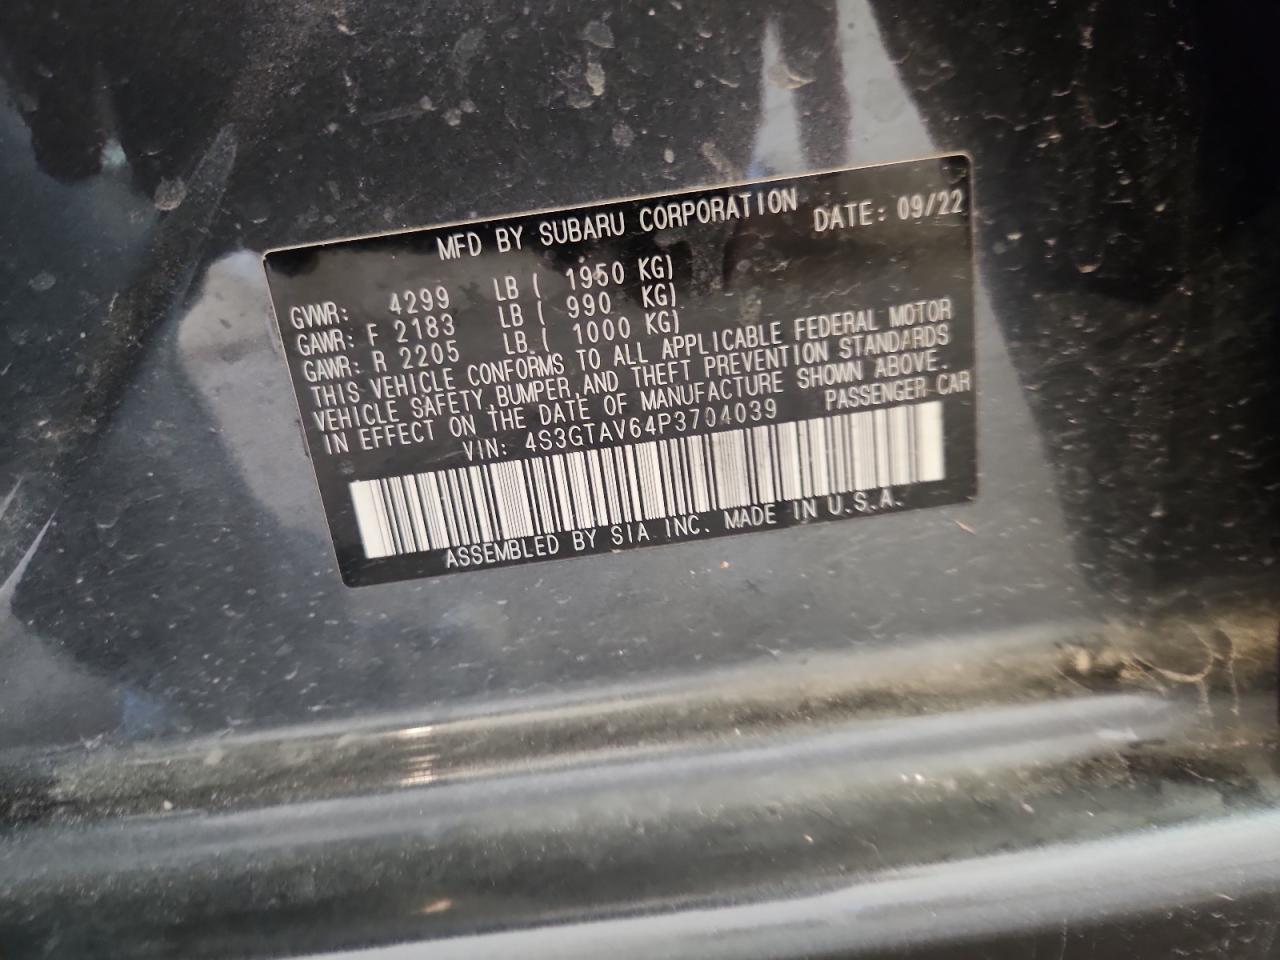 MFD BY SUBARU CORPORATION DATE: 09/22
GVWR: 4299 LB ( 1950 KG)
GAWR: F 2183 LB ( 990 KG)
GAWR: R 2205 LB ( 1000 KG)
THIS VEHICLE CONFORMS TO ALL APPLICABLE FEDERAL MOTOR
VEHICLE SAFETY, BUMPER, AND THEFT PREVENTION STANDARDS
IN EFFECT ON THE DATE OF MANUFACTURE SHOWN ABOVE.
VIN: 4S3GTAV64P3704039 PASSENGER CAR
ASSEMBLED BY SIA INC. MADE IN U.S.A.